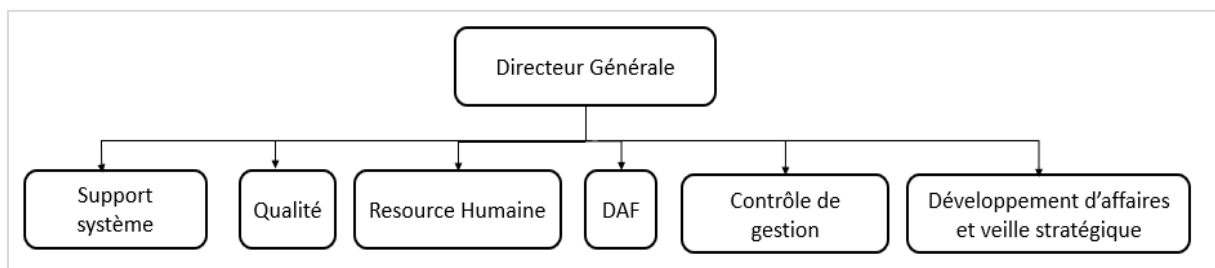 Directeur Générale
Support
système
Qualité
Resource Humaine
DAF
Contrôle de
gestion
Développement d’affaires
et veille stratégique